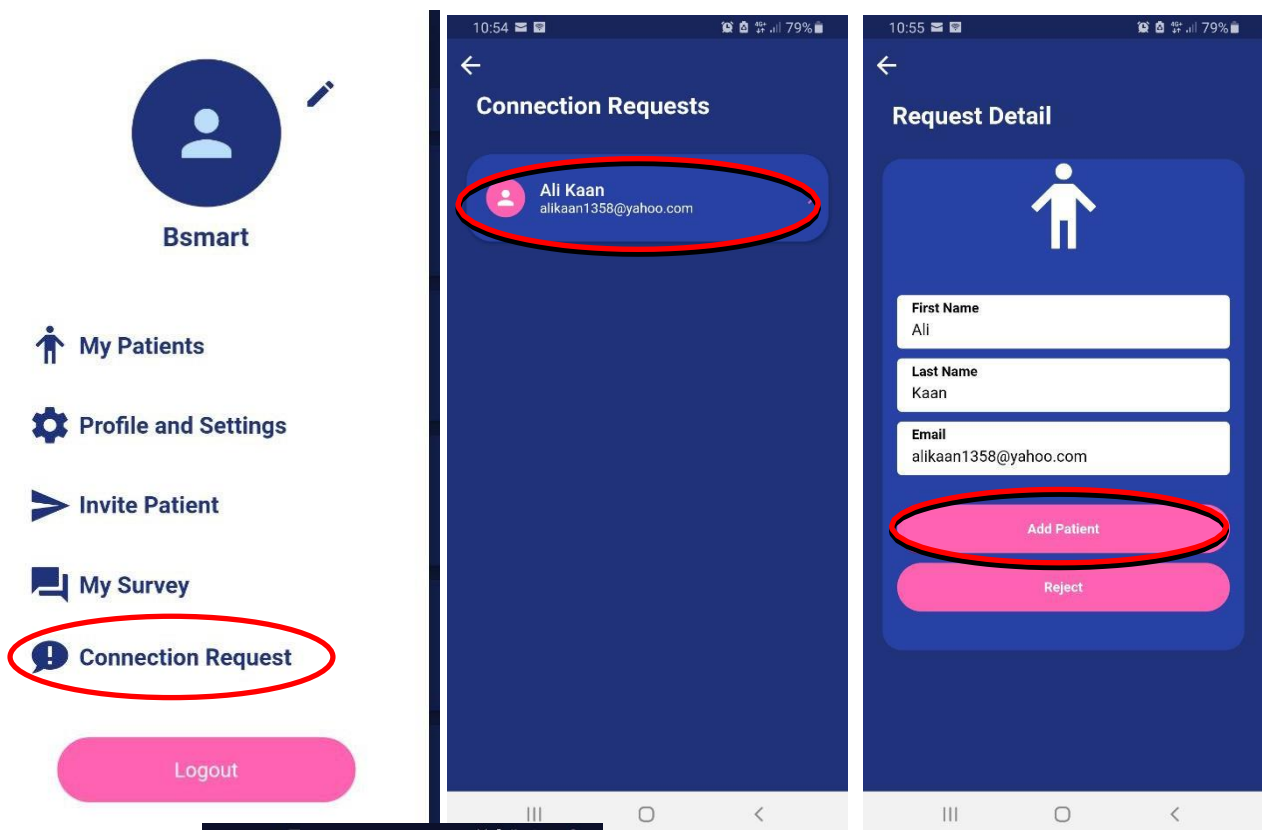 Bsmart
My Patients
Profile and Settings
Invite Patient
My Survey
Connection Request
Logout
10:54
79%
Connection Requests
Ali Kaan
alikaan1358@yahoo.com
10:55
79%
Request Detail
First Name
Ali
Last Name
Kaan
Email
alikaan1358@yahoo.com
Add Patient
Reject